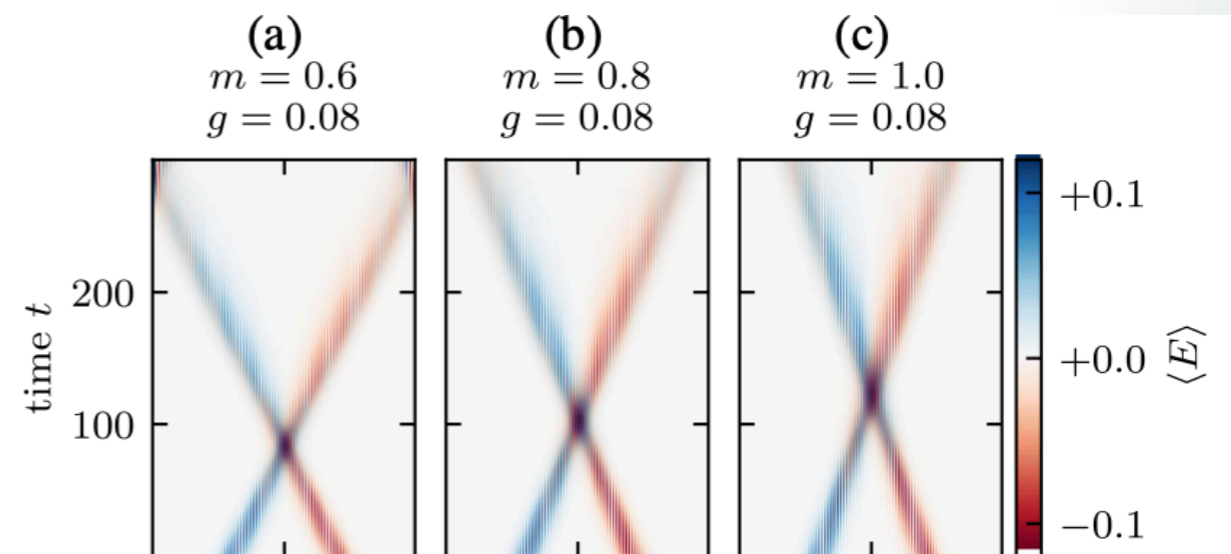 (a) (b) (c)
m = 0.6 m = 0.8 m = 1.0
g = 0.08 g = 0.08 g = 0.08
+0.1
200
time t
+0.0
⟨E⟩
100
−0.1